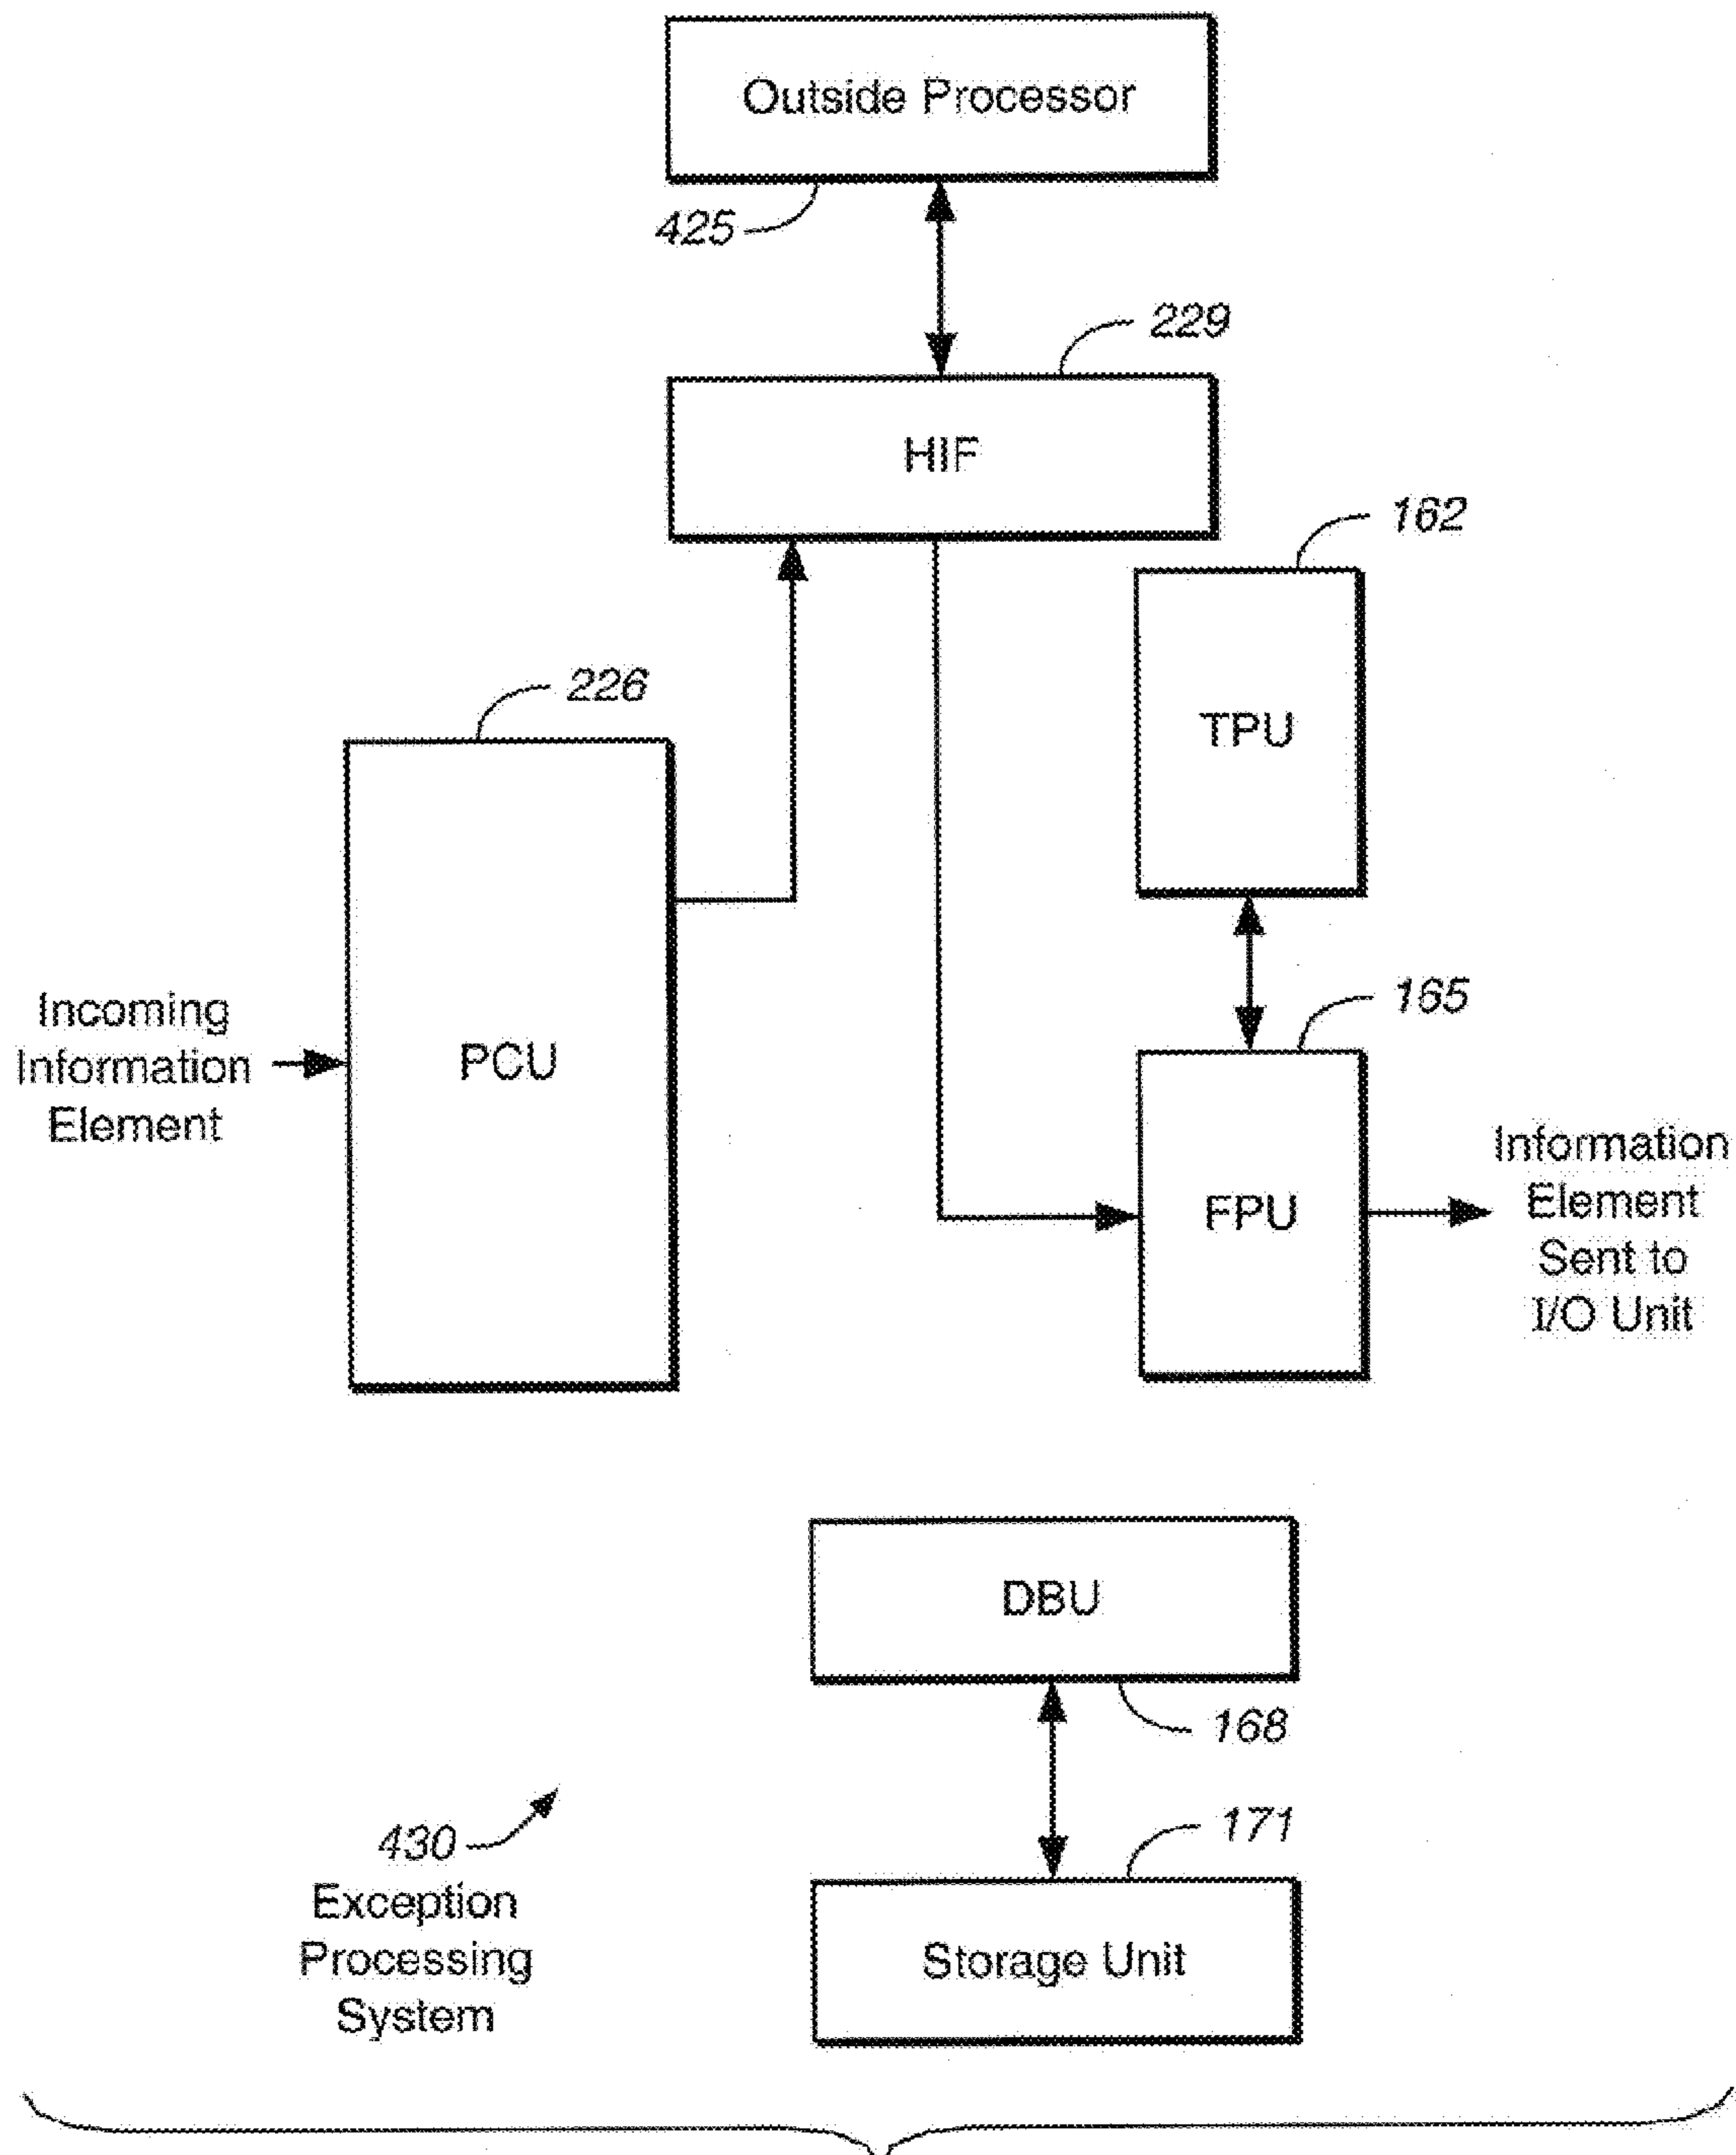 Outside Processor
425
229
HIF
162
TPU
226
PCU
Incoming
Information
Element
165
FPU
Information
Element
Sent to
I/O Unit
DBU
168
171
Storage Unit
430
Exception
Processing
System